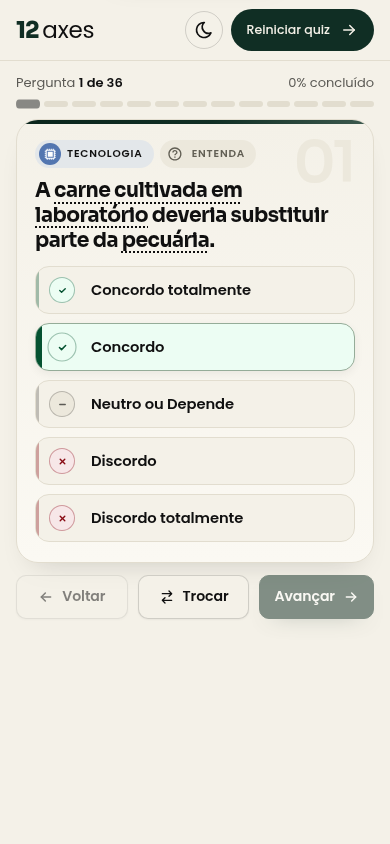 12 axes
Reiniciar quiz
Pergunta 1 de 36
0% concluído
TECNOLOGIA
ENTENDA
01
A carne cultivada em
laboratório deveria substituir
parte da pecuária.
Concordo totalmente
Concordo
Neutro ou Depende
Discordo
Discordo totalmente
Voltar
Trocar
Avançar